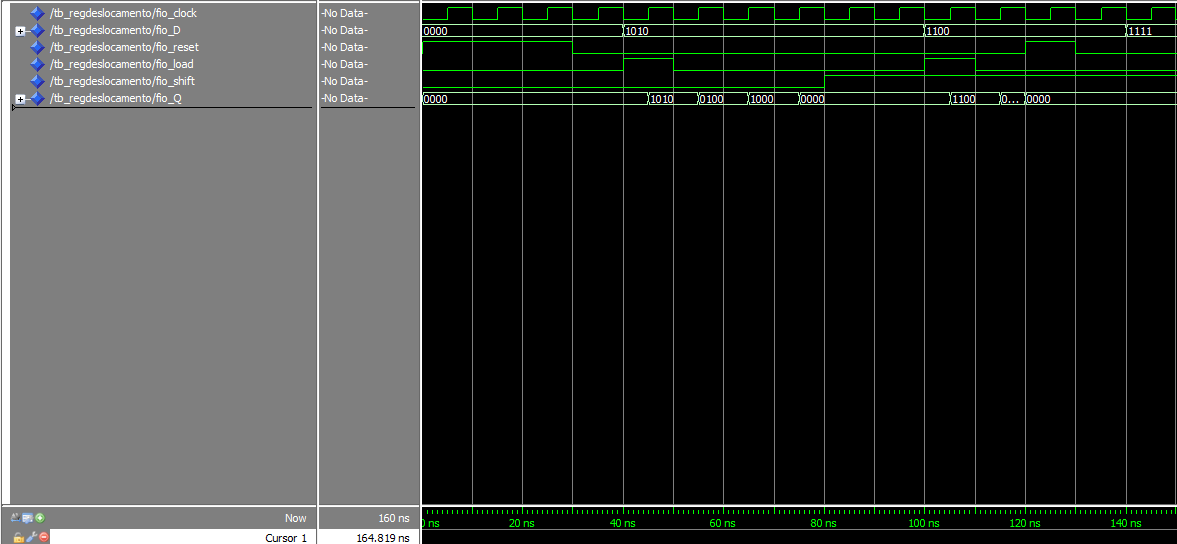 /tb_regdeslocamento/fio_clock -No Data-
/tb_regdeslocamento/fio_D -No Data- 0000 1010 1100 1111
/tb_regdeslocamento/fio_reset -No Data-
/tb_regdeslocamento/fio_load -No Data-
/tb_regdeslocamento/fio_shift -No Data-
/tb_regdeslocamento/fio_Q -No Data- 0000 1010 0100 1000 0000 1100 0... 0000
Now 160 ns 0 ns 20 ns 40 ns 60 ns 80 ns 100 ns 120 ns 140 ns
Cursor 1 164.819 ns